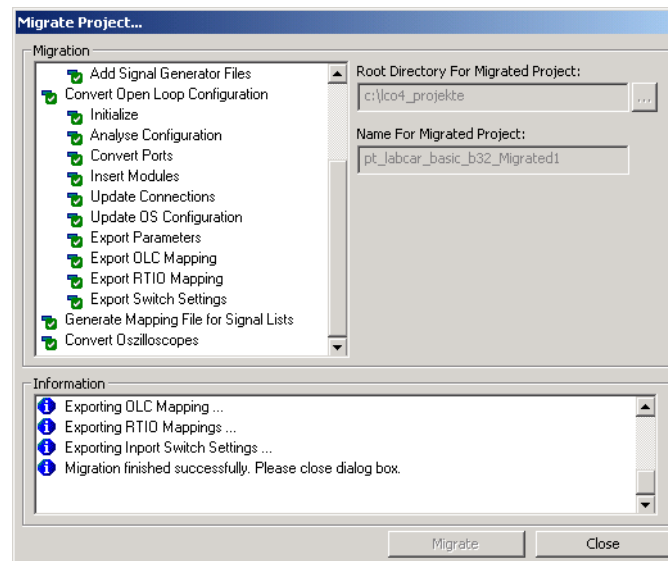 Migrate Project...
Migration
Add Signal Generator Files
Convert Open Loop Configuration
Initialize
Analyse Configuration
Convert Ports
Insert Modules
Update Connections
Update OS Configuration
Export Parameters
Export OLC Mapping
Export RTIO Mapping
Export Switch Settings
Generate Mapping File for Signal Lists
Convert Oszilloscopes
Root Directory For Migrated Project:
c:\lco4_projekte
...
Name For Migrated Project:
pt_labcar_basic_b32_Migrated1
Information
Exporting OLC Mapping ...
Exporting RTIO Mappings ...
Exporting Inport Switch Settings ...
Migration finished successfully. Please close dialog box.
Migrate
Close